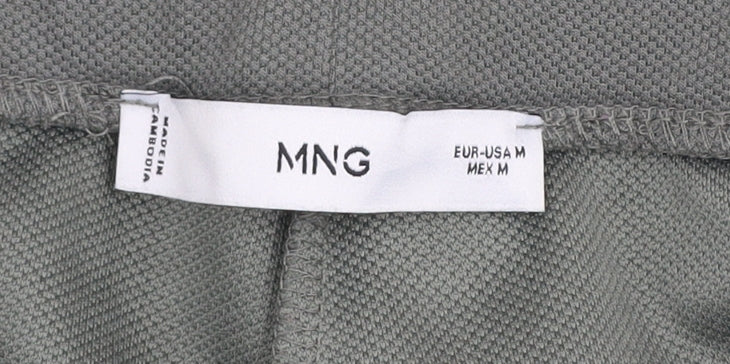 MADE IN
CAMBODIA
MNG
EUR-USA M
MEX M